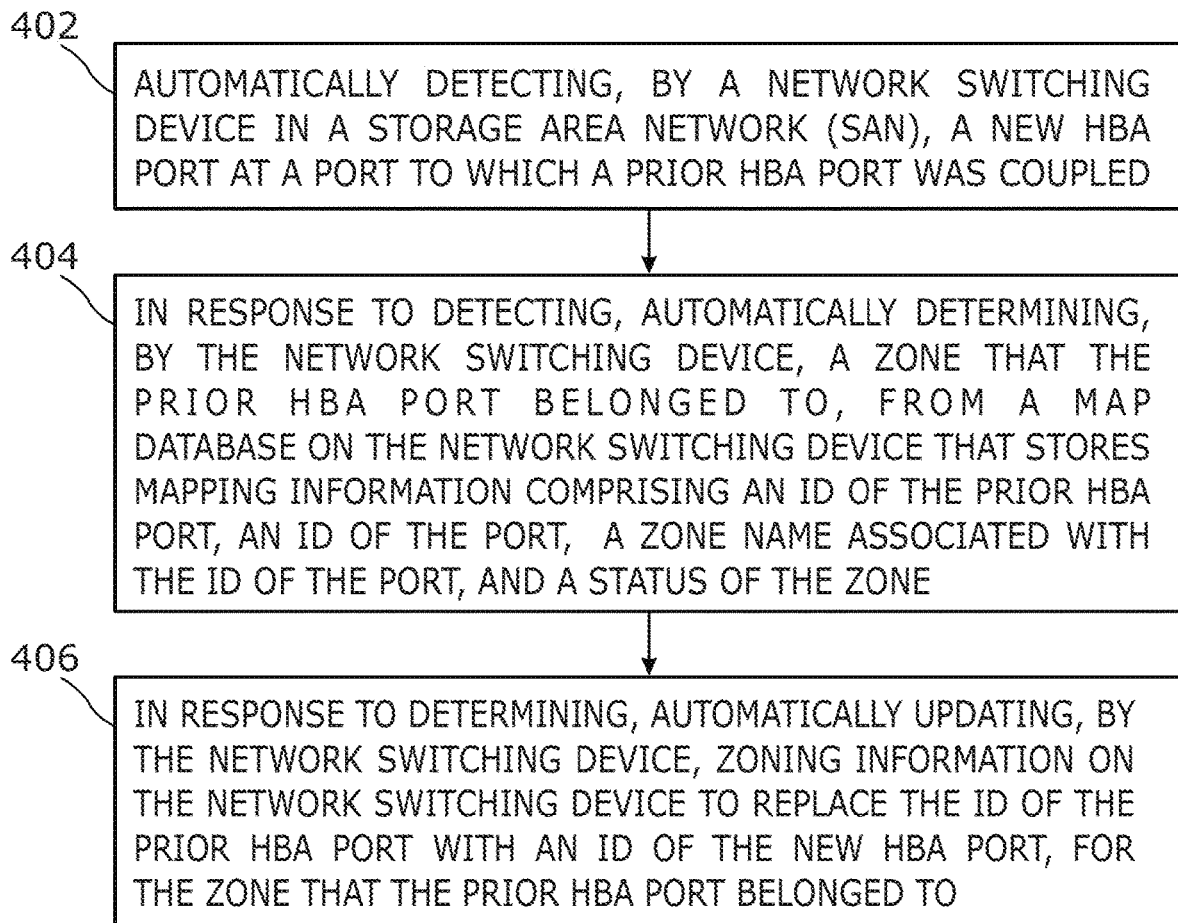 402
AUTOMATICALLY DETECTING, BY A NETWORK SWITCHING
DEVICE IN A STORAGE AREA NETWORK (SAN), A NEW HBA
PORT AT A PORT TO WHICH A PRIOR HBA PORT WAS COUPLED
404
IN RESPONSE TO DETECTING, AUTOMATICALLY DETERMINING,
BY THE NETWORK SWITCHING DEVICE, A ZONE THAT THE
PRIOR HBA PORT BELONGED TO, FROM A MAP
DATABASE ON THE NETWORK SWITCHING DEVICE THAT STORES
MAPPING INFORMATION COMPRISING AN ID OF THE PRIOR HBA
PORT, AN ID OF THE PORT, A ZONE NAME ASSOCIATED WITH
THE ID OF THE PORT, AND A STATUS OF THE ZONE
406
IN RESPONSE TO DETERMINING, AUTOMATICALLY UPDATING, BY
THE NETWORK SWITCHING DEVICE, ZONING INFORMATION ON
THE NETWORK SWITCHING DEVICE TO REPLACE THE ID OF THE
PRIOR HBA PORT WITH AN ID OF THE NEW HBA PORT, FOR
THE ZONE THAT THE PRIOR HBA PORT BELONGED TO